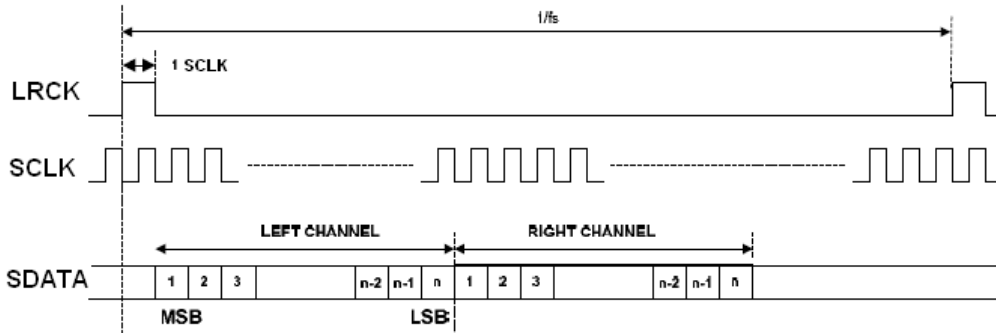 1/fs
1 SCLK
LRCK
SCLK
LEFT CHANNEL RIGHT CHANNEL
SDATA 1 2 3 n-2 n-1 n 1 2 3 n-2 n-1 n
MSB LSB